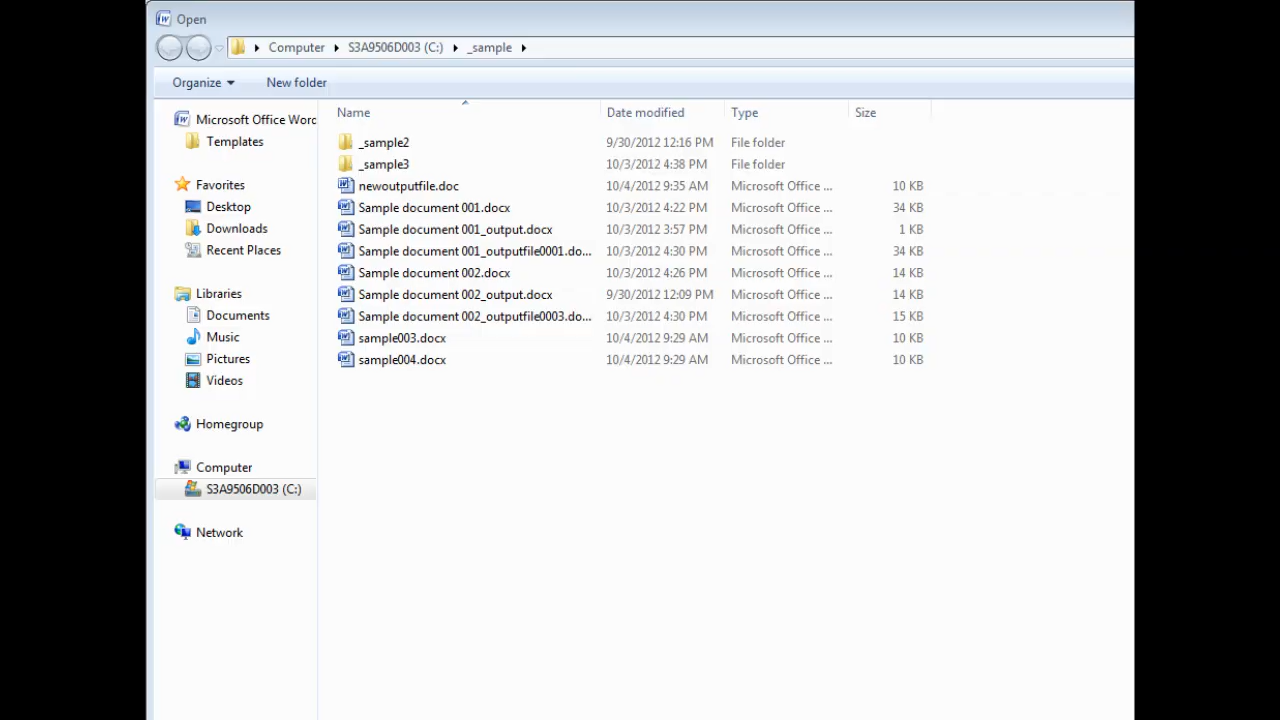 Open
Computer S3A9506D003 (C:) _sample
Organize New folder
Name Date modified Type Size
Microsoft Office Word
Templates
Favorites
Desktop
Downloads
Recent Places
Libraries
Documents
Music
Pictures
Videos
Homegroup
Computer
S3A9506D003 (C:)
Network
_sample2 9/30/2012 12:16 PM File folder
_sample3 10/3/2012 4:38 PM File folder
newoutputfile.doc 10/4/2012 9:35 AM Microsoft Office ... 10 KB
Sample document 001.docx 10/3/2012 4:22 PM Microsoft Office ... 34 KB
Sample document 001_output.docx 10/3/2012 3:57 PM Microsoft Office ... 1 KB
Sample document 001_outputfile0001.do... 10/3/2012 4:30 PM Microsoft Office ... 34 KB
Sample document 002.docx 10/3/2012 4:26 PM Microsoft Office ... 14 KB
Sample document 002_output.docx 9/30/2012 12:09 PM Microsoft Office ... 14 KB
Sample document 002_outputfile0003.do... 10/3/2012 4:30 PM Microsoft Office ... 15 KB
sample003.docx 10/4/2012 9:29 AM Microsoft Office ... 10 KB
sample004.docx 10/4/2012 9:29 AM Microsoft Office ... 10 KB